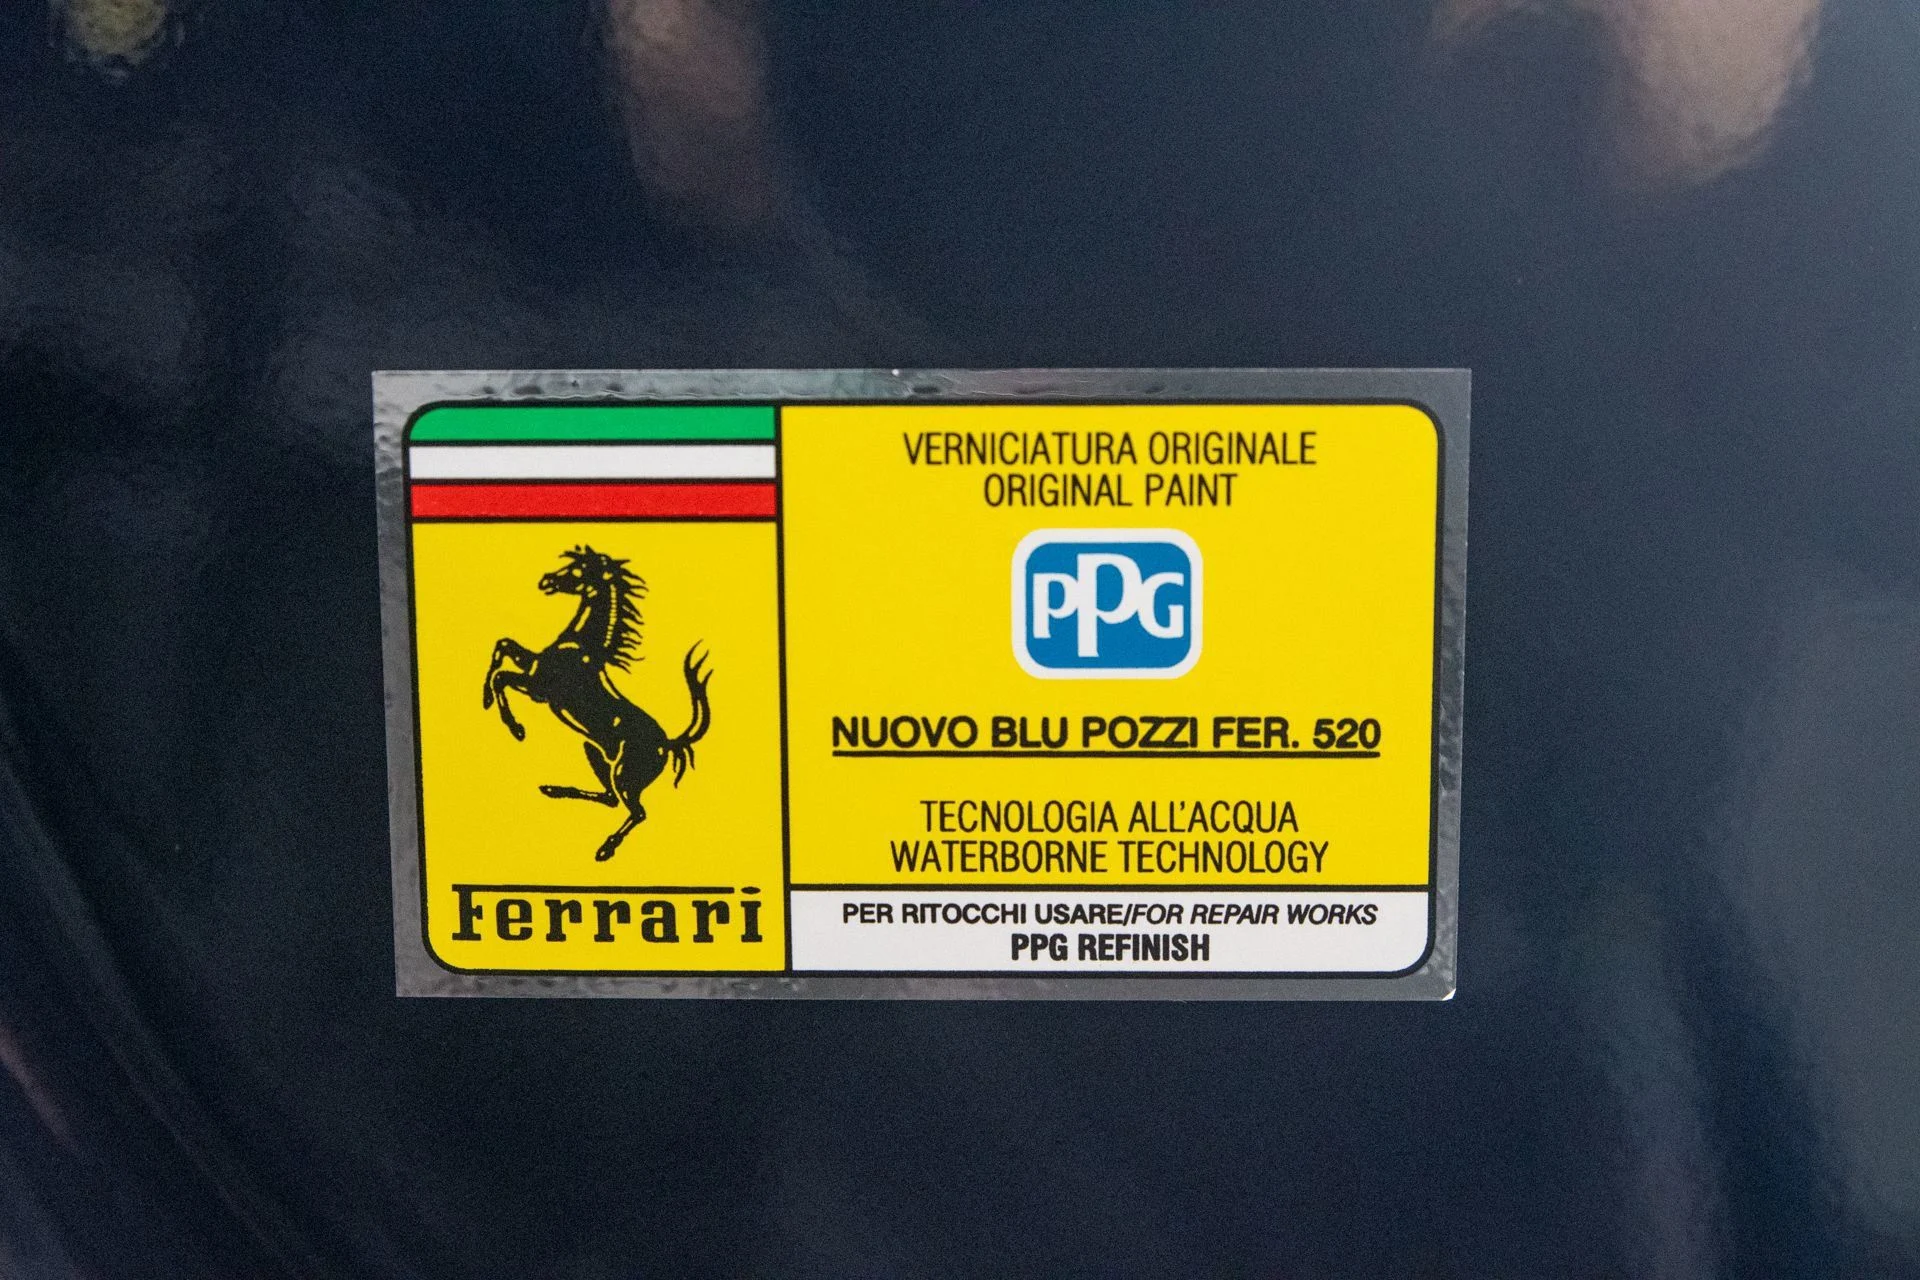 Ferrari
VERNICIATURA ORIGINALE
ORIGINAL PAINT
PPG
NUOVO BLU POZZI FER. 520
TECNOLOGIA ALL'ACQUA
WATERBORNE TECHNOLOGY
PER RITOCCHI USARE/FOR REPAIR WORKS
PPG REFINISH